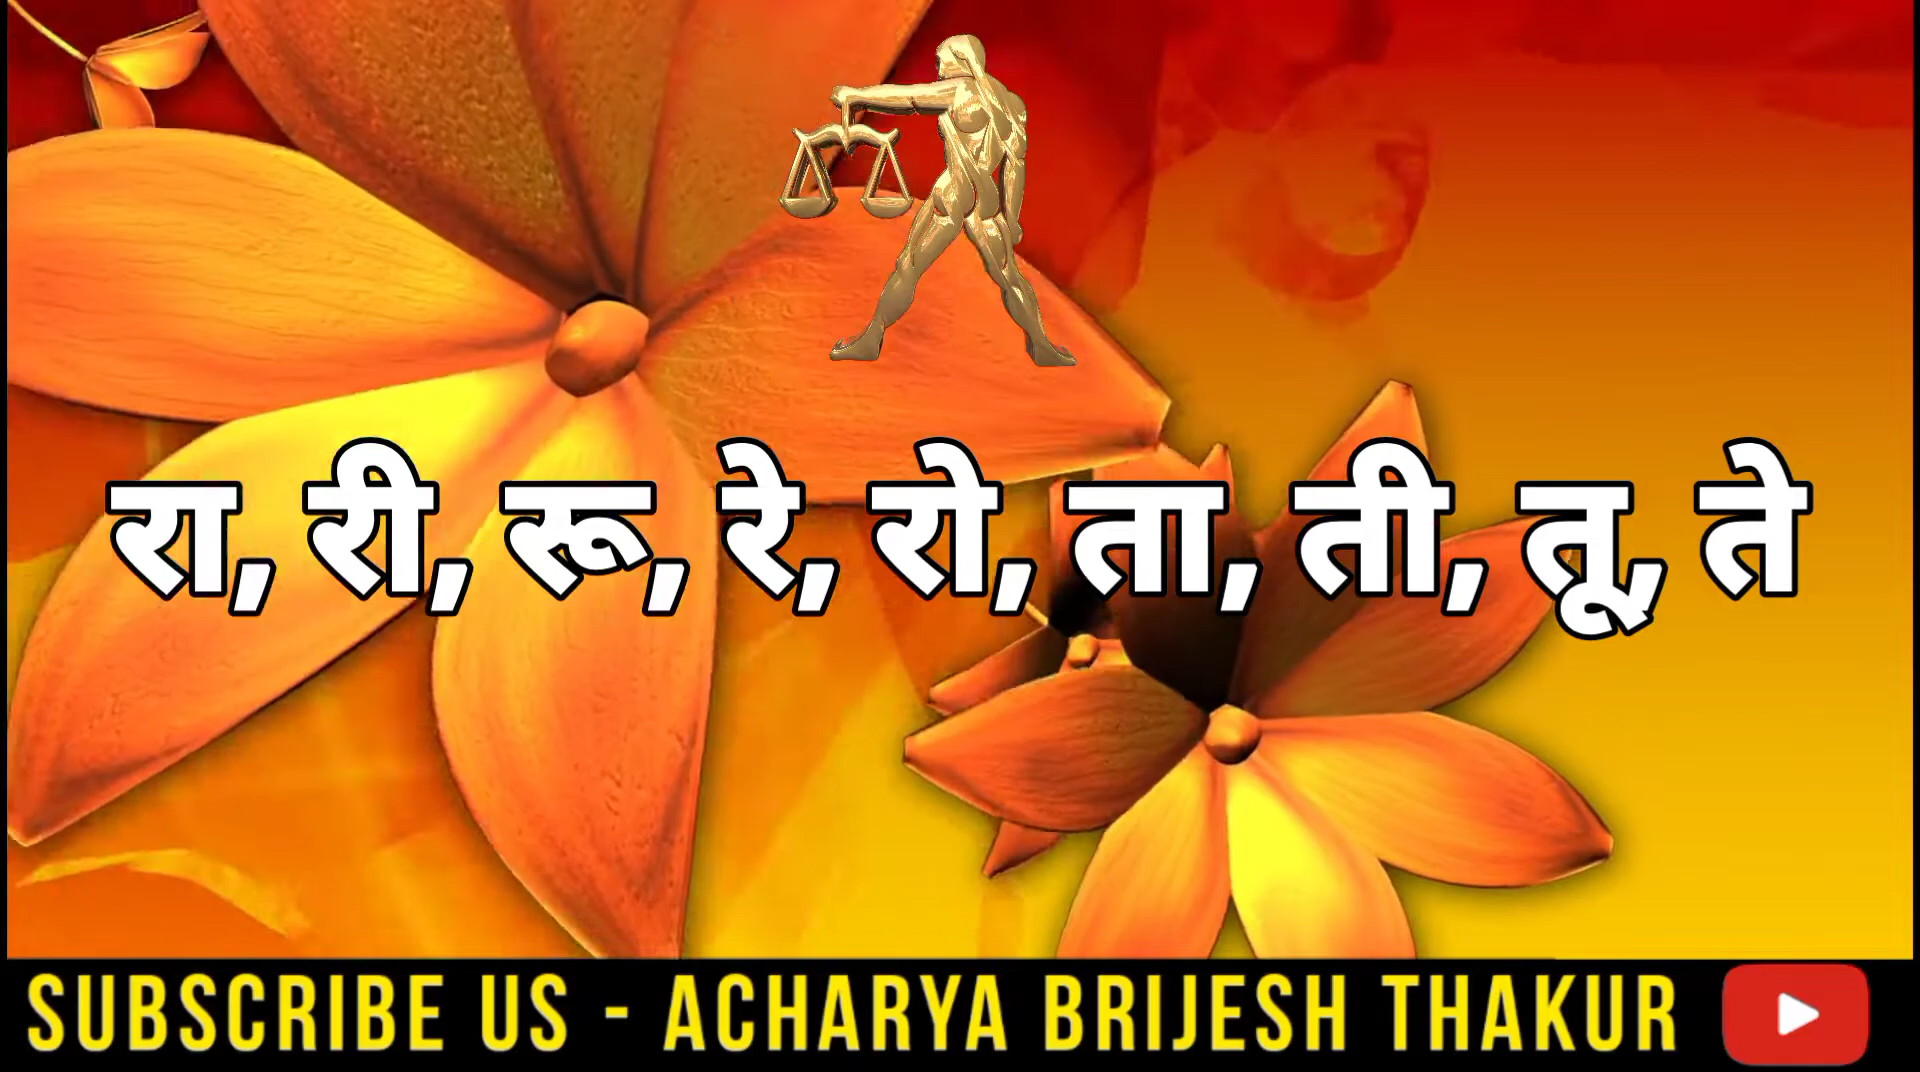 रा, री, रू, रे, रो, ता, ती, तू, ते
SUBSCRIBE US - ACHARYA BRIJESH THAKUR